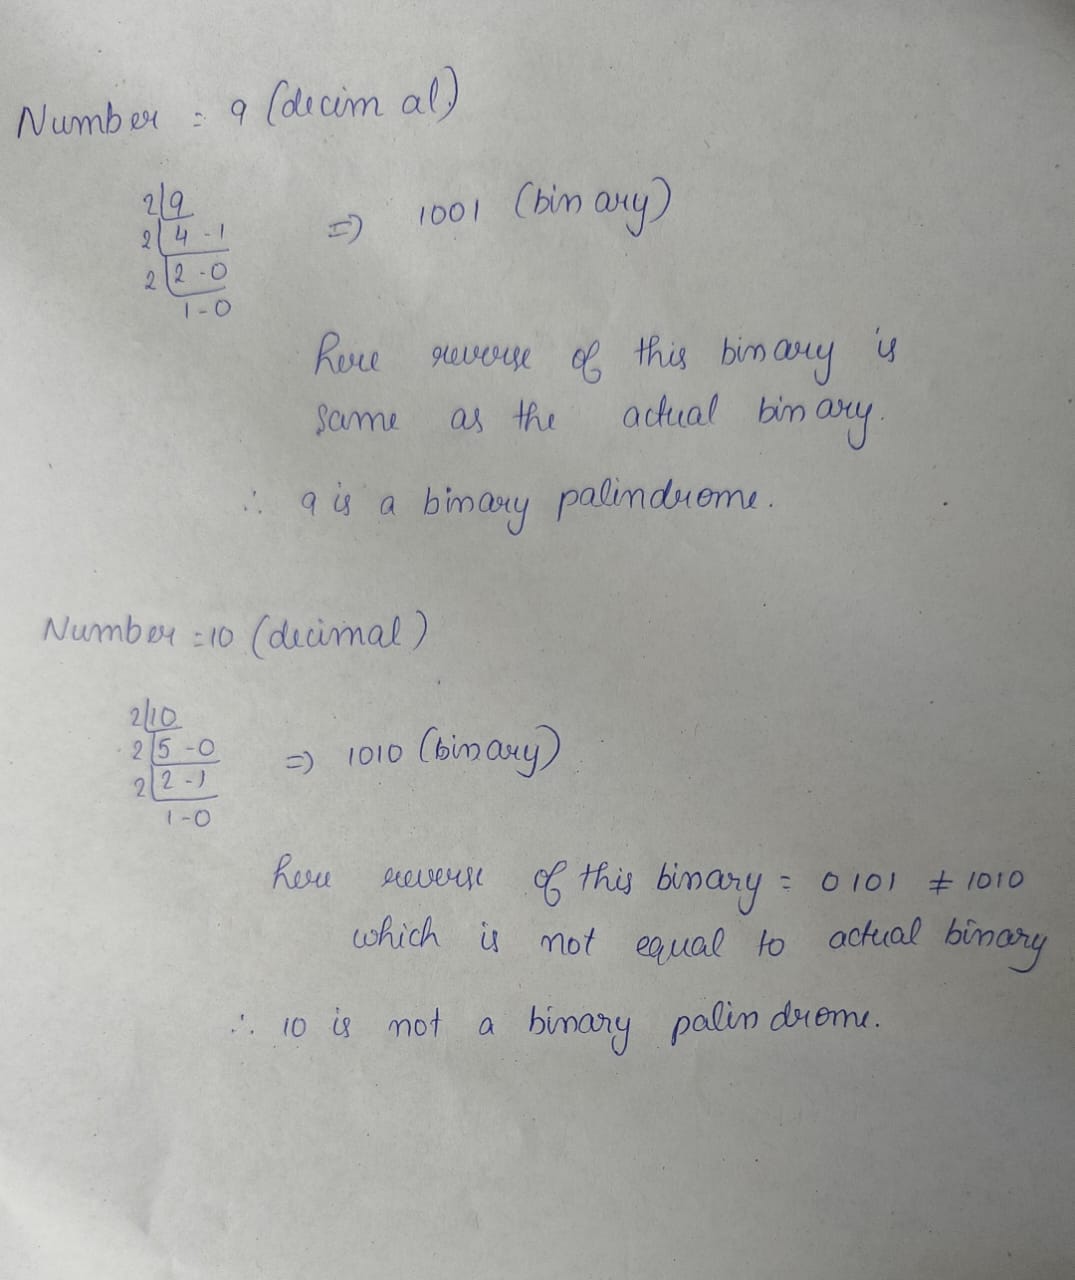 Number = 9 (decimal)
2|9
2|4 - 1
2|2 - 0
1 - 0
=> 1001 (binary)
here reverse of this binary is
same as the actual binary.
∴ 9 is a binary palindrome.
Number = 10 (decimal)
2|10
2|5 - 0
2|2 - 1
1 - 0
=> 1010 (binary)
here reverse of this binary = 0101 ≠ 1010
which is not equal to actual binary
∴ 10 is not a binary palindrome.